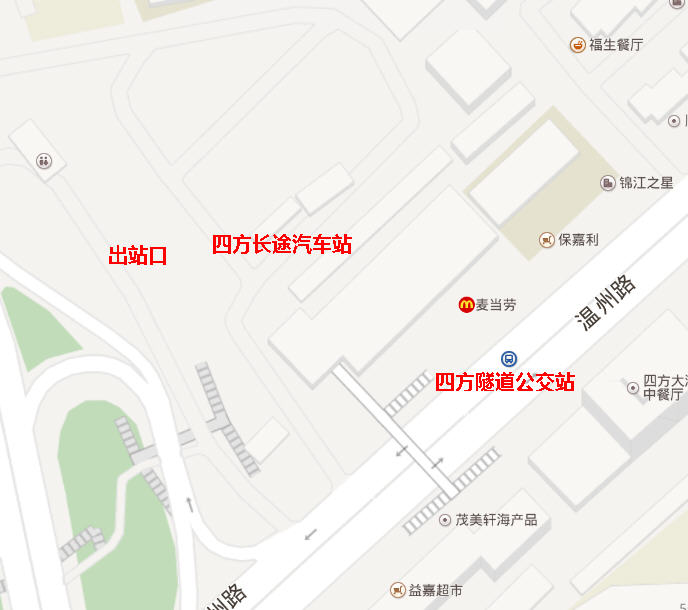 福生餐厅
锦江之星
四方长途汽车站
保嘉利
出站口
温州路
麦当劳
四方隧道公交站
四方大
中餐厅
茂美轩海产品
益嘉超市
州路